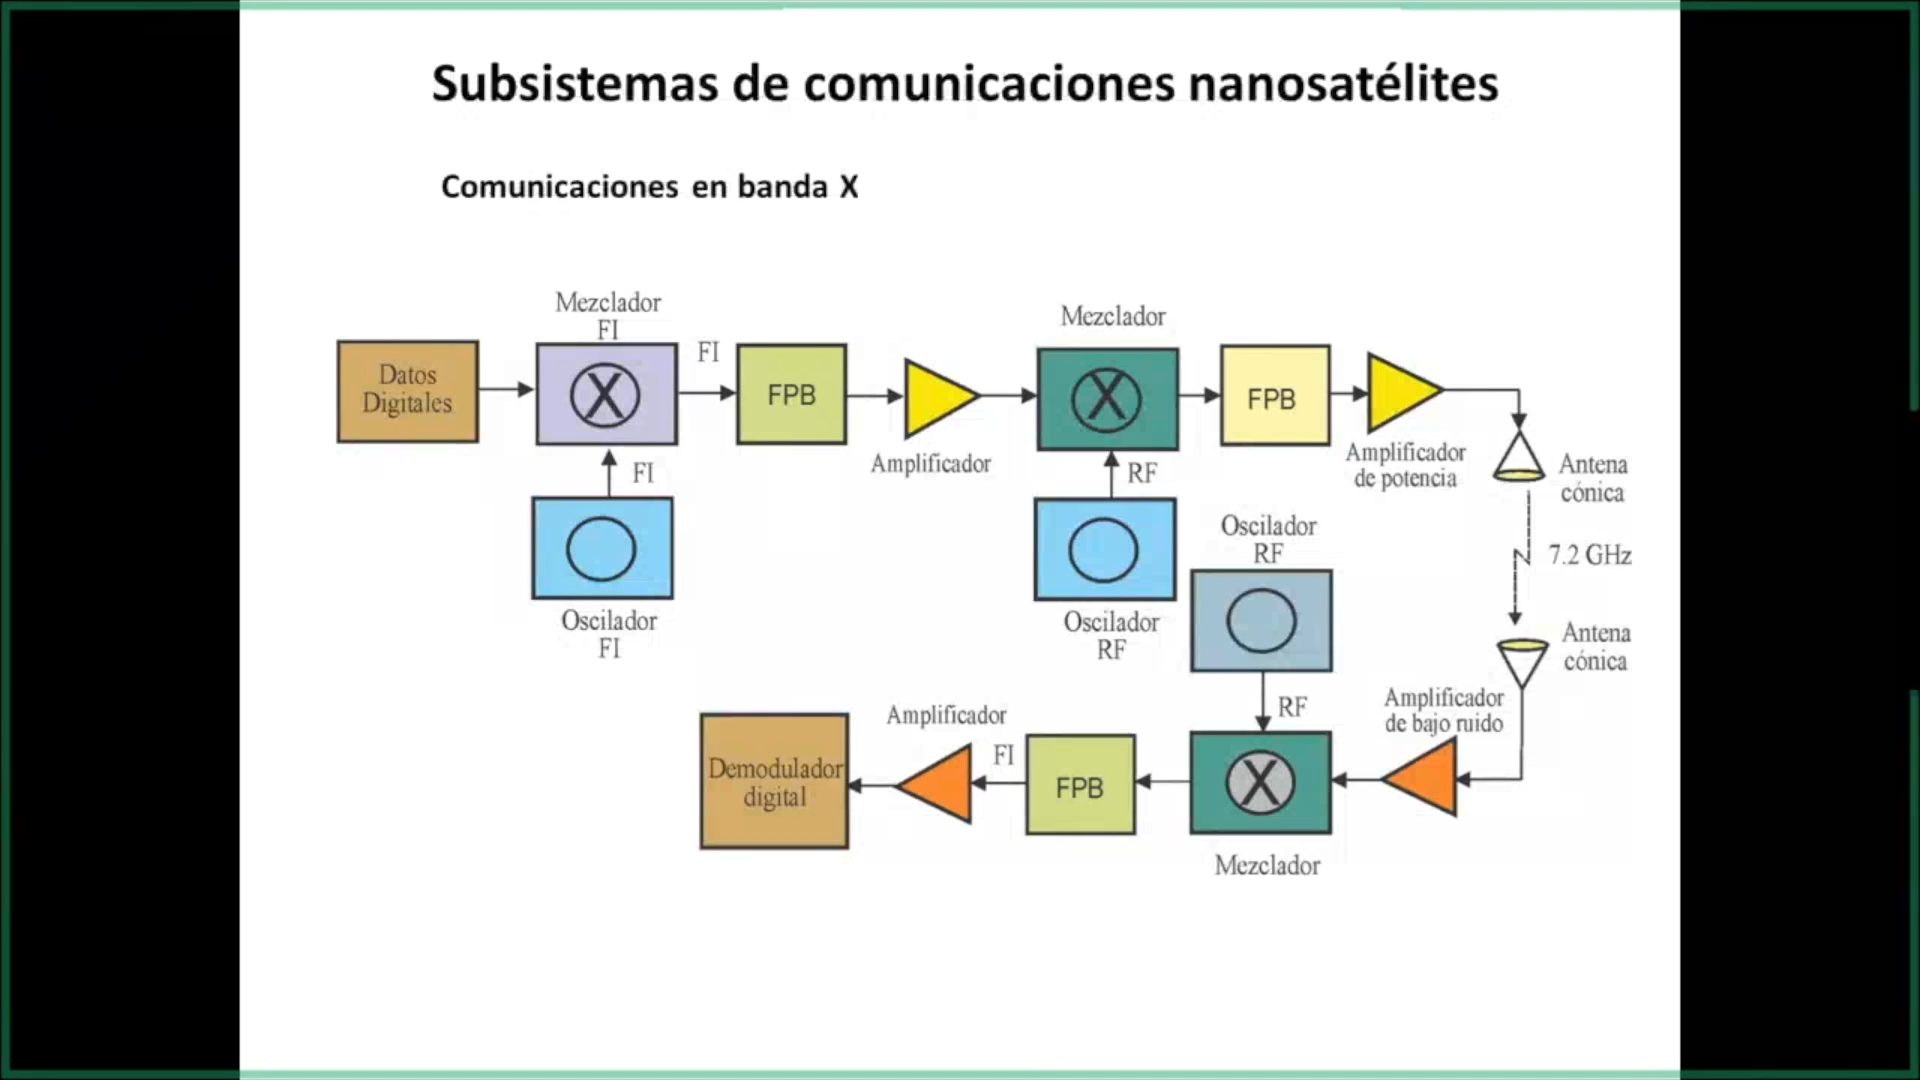 Subsistemas de comunicaciones nanosatélites
Comunicaciones en banda X
Mezclador
FI
Mezclador
Datos
Digitales
X
FI
FPB
Amplificador
X
FPB
Amplificador
de potencia
Antena
cónica
FI
RF
Oscilador
FI
Oscilador
RF
Oscilador
RF
7.2 GHz
Antena
cónica
RF
Amplificador
de bajo ruido
Amplificador
FI
Demodulador
digital
FPB
X
Mezclador